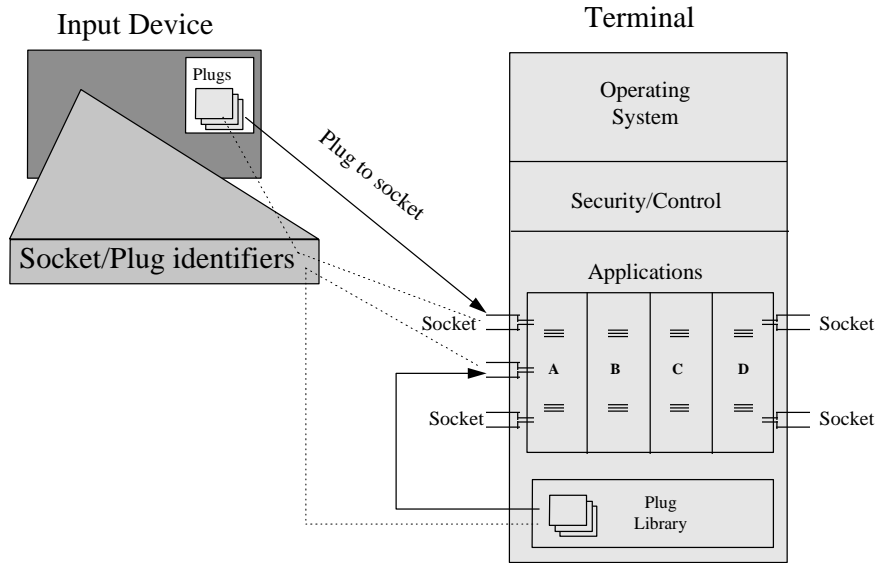 Input Device
Terminal
Plugs
Operating
System
Plug to socket
Security/Control
Socket/Plug identifiers
Applications
Socket
Socket
A
B
C
D
Socket
Socket
Plug
Library